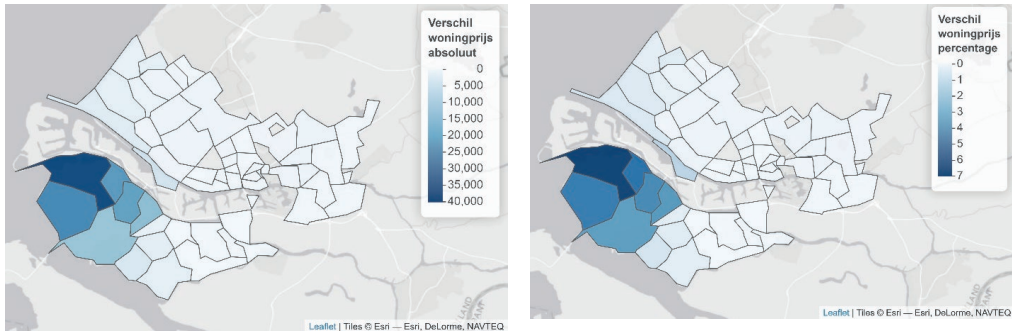 Verschil
woningprijs
absoluut
0
5,000
10,000
15,000
20,000
25,000
30,000
35,000
40,000
LAND
Leaflet | Tiles © Esri — Esri, DeLorme, NAVTEQ
Verschil
woningprijs
percentage
0
1
2
3
4
5
6
7
LAND
Leaflet | Tiles © Esri — Esri, DeLorme, NAVTEQ